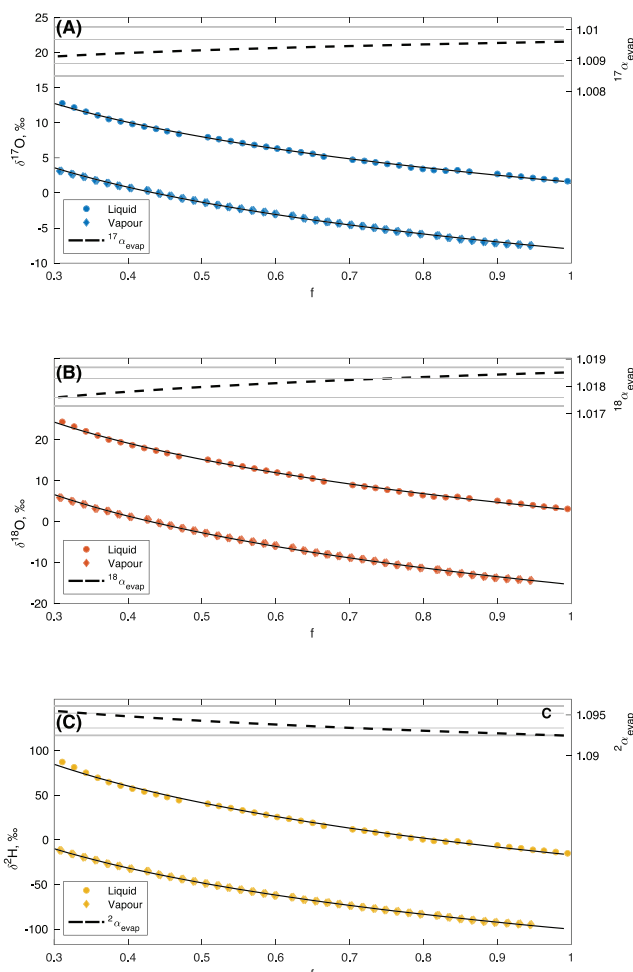 (A)
25
20
15
10
5
0
-5
-10
δ17O, ‰
1.01
1.009
1.008
17αevap
Liquid
Vapour
17αevap
0.3 0.4 0.5 0.6 0.7 0.8 0.9 1
f
(B)
20
10
0
-10
-20
δ18O, ‰
1.019
1.018
1.017
18αevap
Liquid
Vapour
18αevap
0.3 0.4 0.5 0.6 0.7 0.8 0.9 1
f
(C)
C
100
50
0
-50
-100
δ2H, ‰
1.095
1.09
2αevap
Liquid
Vapour
2αevap
0.3 0.4 0.5 0.6 0.7 0.8 0.9 1
f